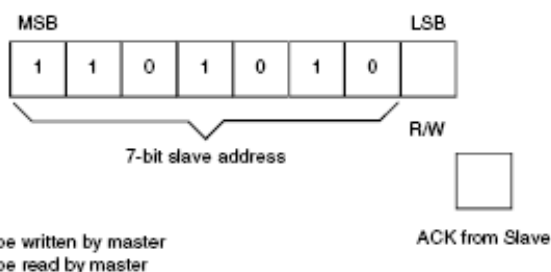 MSB LSB
1 1 0 1 0 1 0
R/W
7-bit slave address
ACK from Slave
be written by master
be read by master